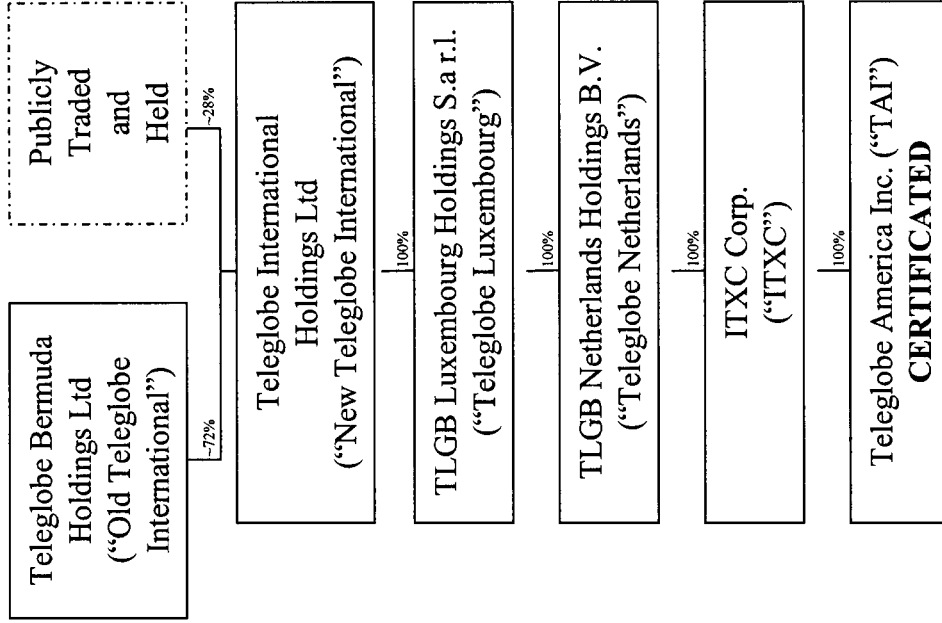 Teleglobe Bermuda
Holdings Ltd
(“Old Teleglobe
International”)
Publicly
Traded
and
Held
~72%
~28%
Teleglobe International
Holdings Ltd
(“New Teleglobe International”)
100%
TLGB Luxembourg Holdings S.a r.l.
(“Teleglobe Luxembourg”)
100%
TLGB Netherlands Holdings B.V.
(“Teleglobe Netherlands”)
100%
ITXC Corp.
(“ITXC”)
100%
Teleglobe America Inc. (“TAI”)
CERTIFICATED